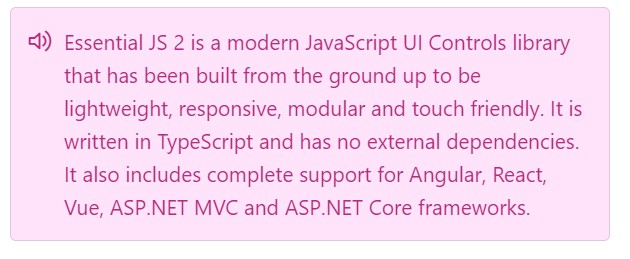 Essential JS 2 is a modern JavaScript UI Controls library
that has been built from the ground up to be
lightweight, responsive, modular and touch friendly. It is
written in TypeScript and has no external dependencies.
It also includes complete support for Angular, React,
Vue, ASP.NET MVC and ASP.NET Core frameworks.